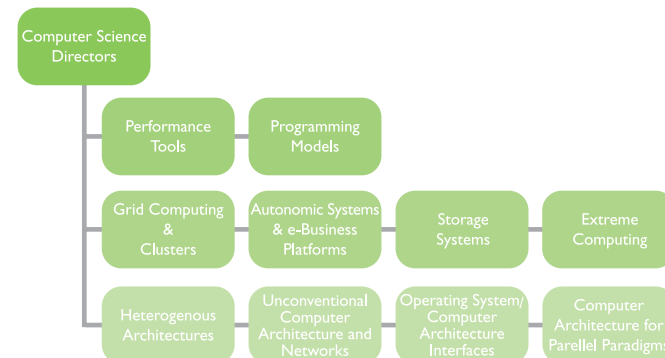 Computer Science
Directors
Performance
Tools
Programming
Models
Grid Computing
&
Clusters
Autonomic Systems
& e-Business
Platforms
Storage
Systems
Extreme
Computing
Heterogenous
Architectures
Unconventional
Computer
Architecture and
Networks
Operating System/
Computer
Architecture
Interfaces
Computer
Architecture for
Parellel Paradigm